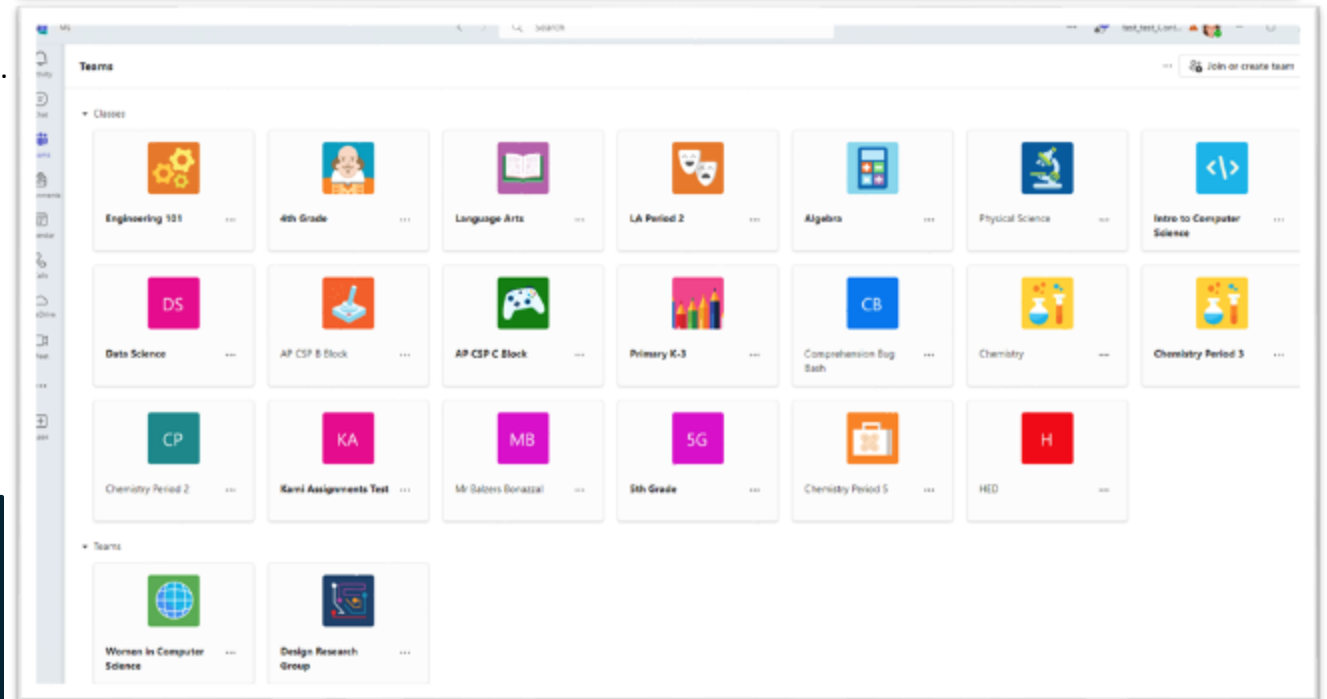 Search
Teams
Join or create team
Classes
Engineering 101
4th Grade
Language Arts
LA Period 2
Algebra
Physical Science
Intro to Computer
Science
DS
CB
Data Science
AP CSP B Block
AP CSP C Block
Primary K-3
Comprehension Bug
Bash
Chemistry
Chemistry Period 3
CP
KA
MB
5G
H
Chemistry Period 2
Kami Assignments Test
Mr Balzers Bonazzal
5th Grade
Chemistry Period 5
HED
Teams
Women in Computer
Science
Design Research
Group